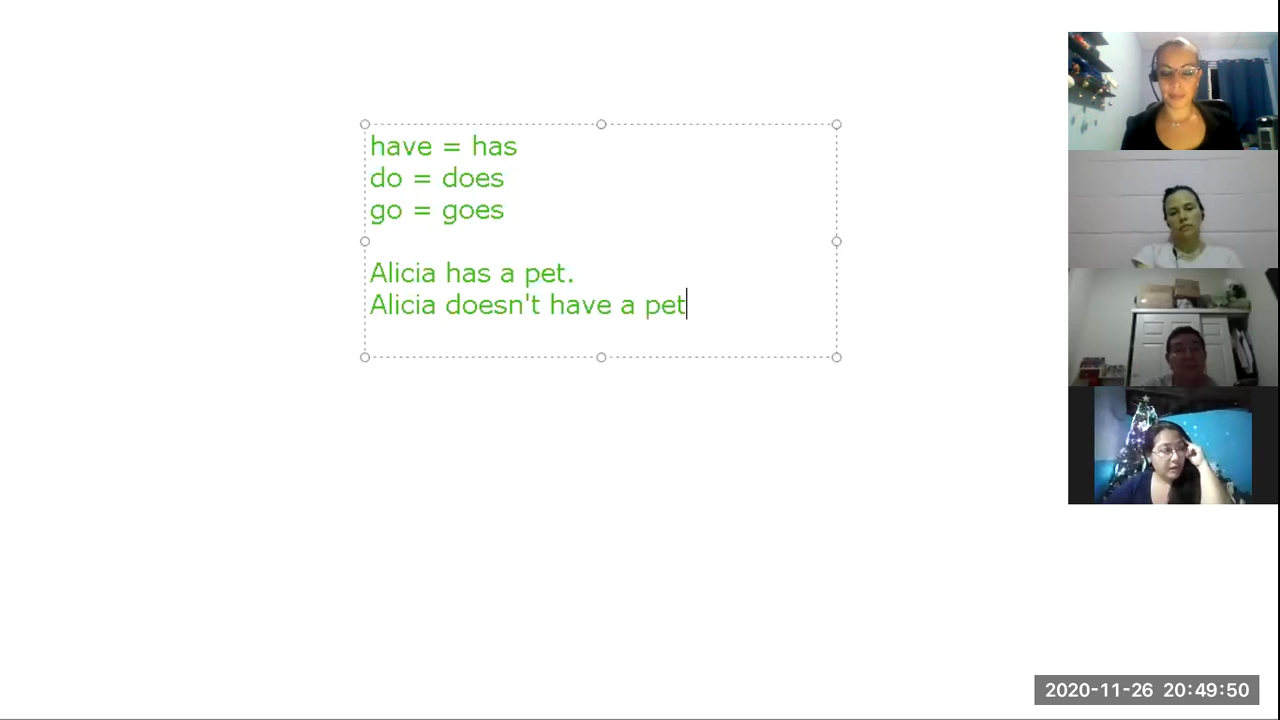 have = has
do = does
go = goes
Alicia has a pet.
Alicia doesn't have a pet
2020-11-26 20:49:50